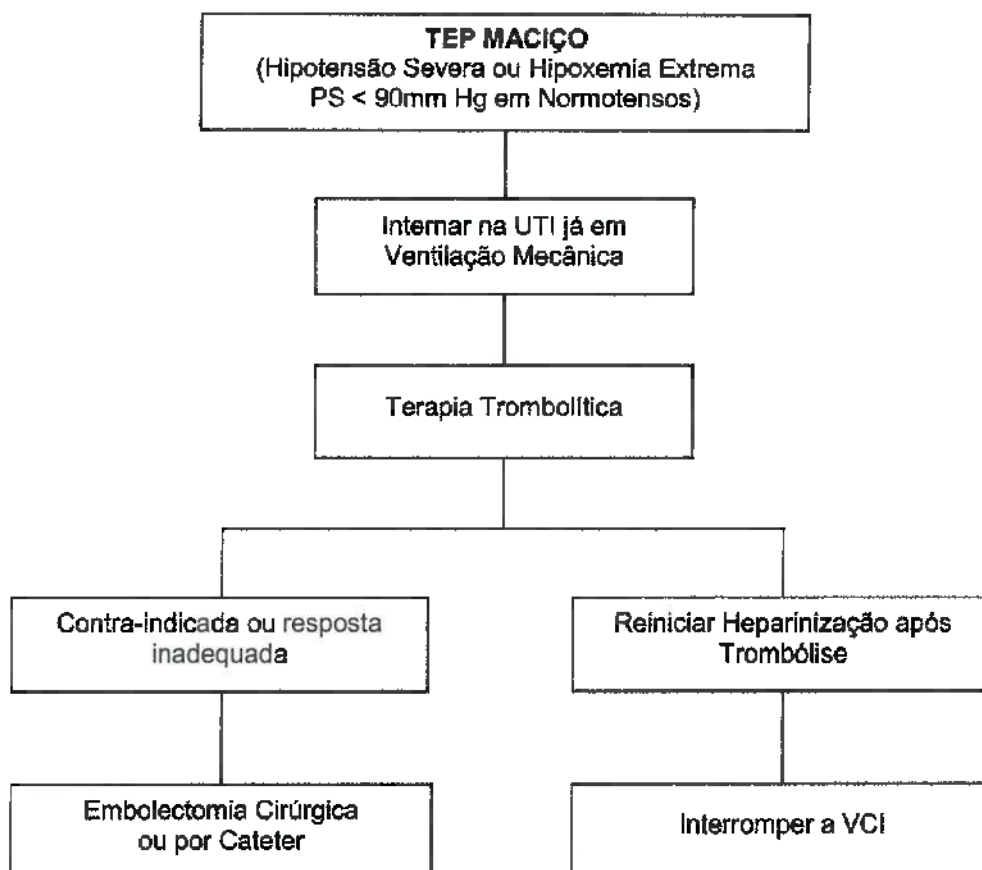 TEP MACIÇO
(Hipotensão Severa ou Hipoxemia Extrema
PS < 90mm Hg em Normotensos)
Internar na UTI já em
Ventilação Mecânica
Terapia Trombolítica
Contra-indicada ou resposta
inadequada
Reiniciar Heparinização após
Trombólise
Embolectomia Cirúrgica
ou por Cateter
Interromper a VCI